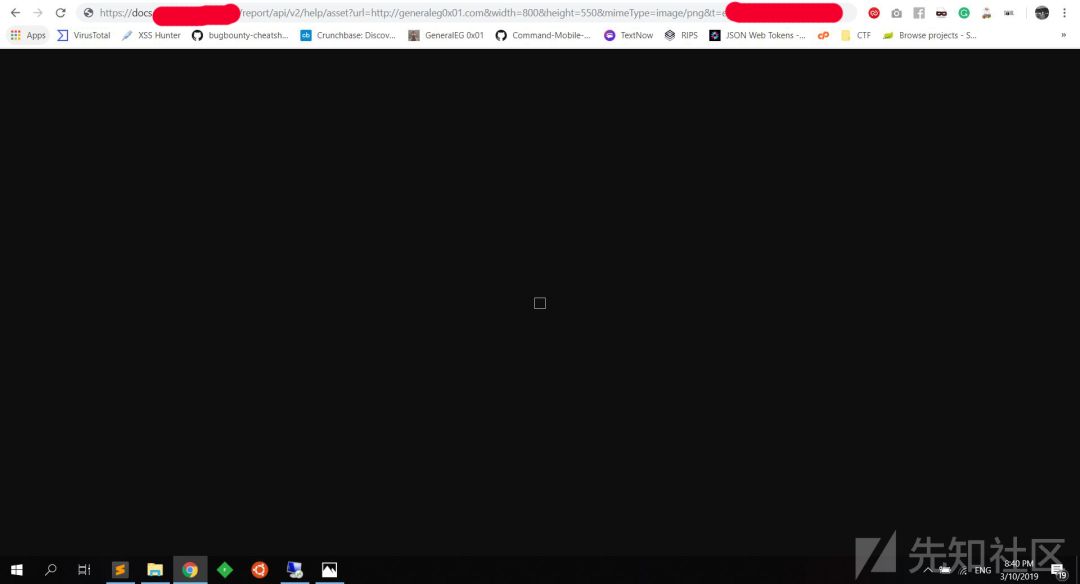 https://docs. /report/api/v2/help/asset?url=http://generaleg0x01.com&width=800&height=550&mimeType=image/png&t=e
Apps VirusTotal XSS Hunter bugbounty-cheatsh... Crunchbase: Discov... GeneralEG 0x01 Command-Mobile-... TextNow RIPS JSON Web Tokens -... CTF Browse projects - S... »
先知社区
ENG 8:40 PM
3/10/2019 19